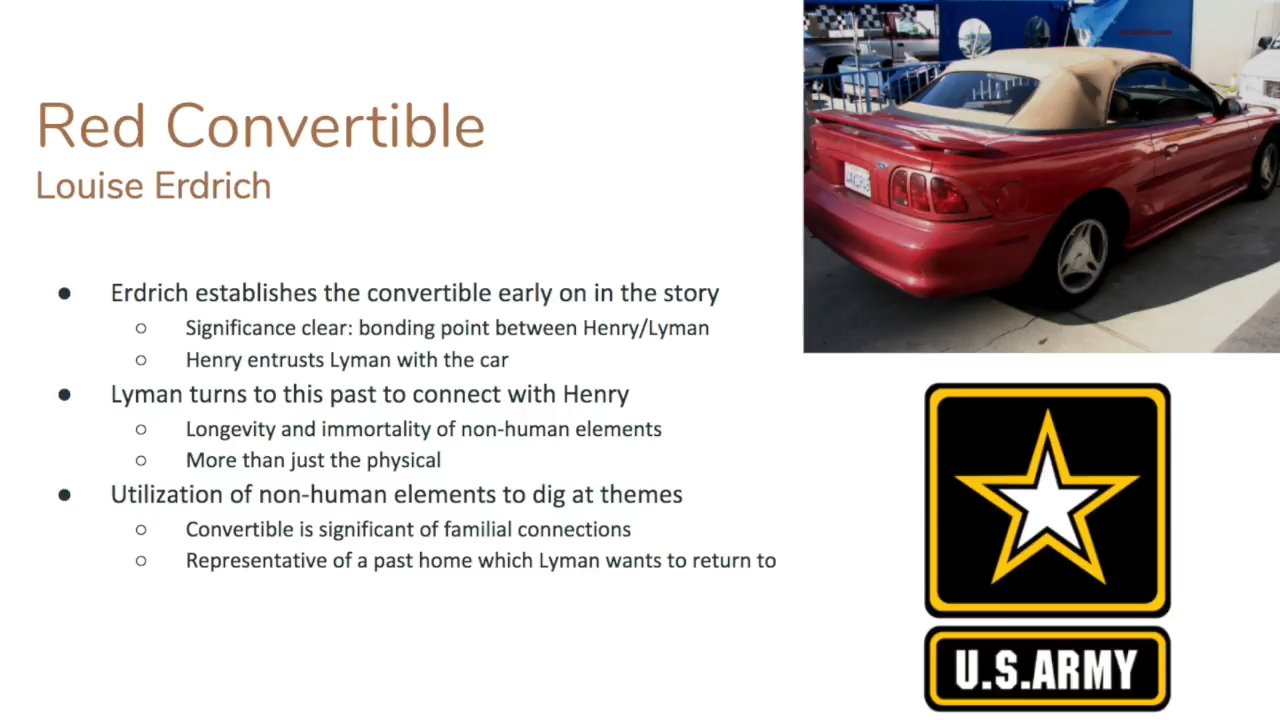 Red Convertible
Louise Erdrich
● Erdrich establishes the convertible early on in the story
○ Significance clear: bonding point between Henry/Lyman
○ Henry entrusts Lyman with the car
● Lyman turns to this past to connect with Henry
○ Longevity and immortality of non-human elements
○ More than just the physical
● Utilization of non-human elements to dig at themes
○ Convertible is significant of familial connections
○ Representative of a past home which Lyman wants to return to
U.S.ARMY